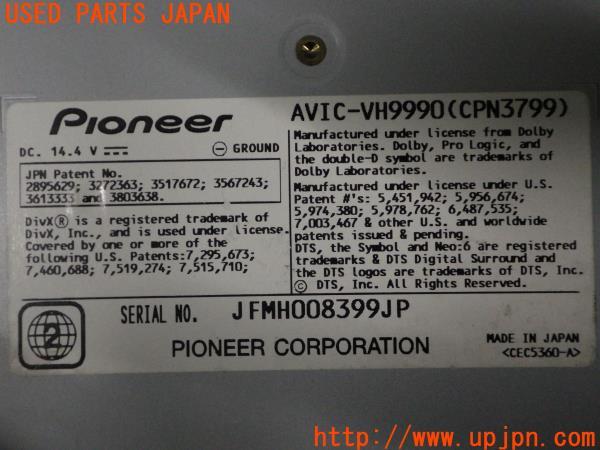 USED PARTS JAPAN
Pioneer
AVIC-VH9990(CPN3799)
DC. 14.4 V
GROUND
JPN Patent No.
2895629; 3272363; 3517672; 3567243;
3613333 and 3803638.
DivX® is a registered trademark of
DivX, Inc., and is used under license.
Covered by one or more of the
following U.S. Patents:7,295,673;
7,460,688; 7,519,274; 7,515,710;
Manufactured under license from Dolby
Laboratories. Dolby, Pro Logic, and
the double-D symbol are trademarks of
Dolby Laboratories.
Manufactured under license under U.S.
Patent #'s: 5,451,942; 5,956,674;
5,974,380; 5,978,762; 6,487,535;
7,003,467 & other U.S. and worldwide
patents issued & pending.
DTS, the Symbol and Neo:6 are registered
trademarks & DTS Digital Surround and
the DTS logos are trademarks of DTS, Inc.
© DTS, Inc. All Rights Reserved.
2
SERIAL NO. JFMH008399JP
PIONEER CORPORATION
MADE IN JAPAN
<CEC5360-A>
http://www.upjpn.com/